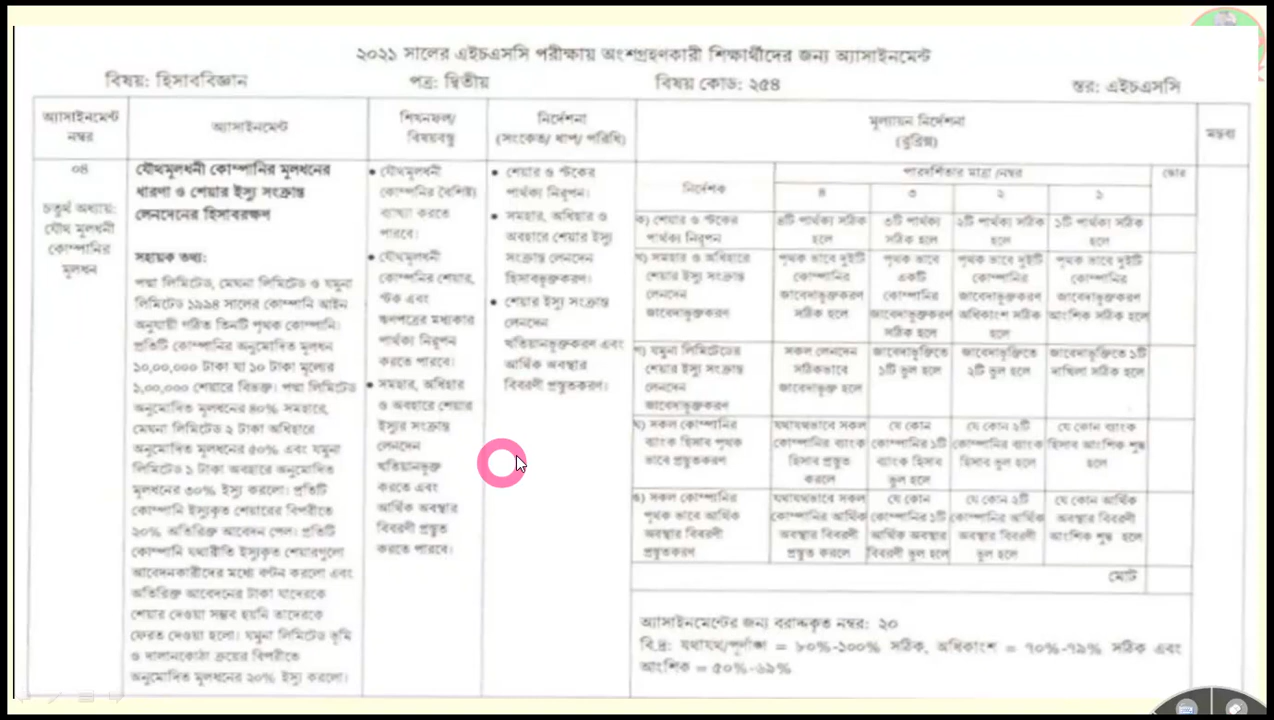 ২০২১ সালের এইচএসসি পরীক্ষায় অংশগ্রহণকারী শিক্ষার্থীদের জন্য অ্যাসাইনমেন্ট
বিষয়: হিসাববিজ্ঞান
পত্র: দ্বিতীয়
বিষয় কোড: ২৫৪
স্তর: এইচএসসি
অ্যাসাইনমেন্ট
নম্বর
অ্যাসাইনমেন্ট
শিখনফল/
বিষয়বস্তু
নির্দেশনা
(সংকেত/ ধাপ/ পরিধি)
মূল্যায়ন নির্দেশনা
(রুব্রিক্স)
মন্তব্য
০৪
চতুর্থ অধ্যায়:
যৌথ মূলধনী
কোম্পানির
মূলধন
যৌথমূলধনী কোম্পানির মূলধনের
ধারণা ও শেয়ার ইস্যু সংক্রান্ত
লেনদেনের হিসাবরক্ষণ
সহায়ক তথ্য:
পদ্মা লিমিটেড, মেঘনা লিমিটেড ও যমুনা
লিমিটেড ১৯৯৪ সালের কোম্পানি আইন
অনুযায়ী গঠিত তিনটি পৃথক কোম্পানি।
প্রতিটি কোম্পানির অনুমোদিত মূলধন
১০,০০,০০০ টাকা যা ১০ টাকা মূল্যের
১,০০,০০০ শেয়ারে বিভক্ত। পদ্মা লিমিটেড
অনুমোদিত মূলধনের ৪০% সমহারে,
মেঘনা লিমিটেড ২ টাকা অধিহারে
অনুমোদিত মূলধনের ৫০% এবং যমুনা
লিমিটেড ১ টাকা অবহারে অনুমোদিত
মূলধনের ৩০% ইস্যু করলো। প্রতিটি
কোম্পানি ইস্যুকৃত শেয়ারের বিপরীতে
২০% অতিরিক্ত আবেদন পেল। প্রতিটি
কোম্পানি যথারীতি ইস্যুকৃত শেয়ারগুলো
আবেদনকারীদের মধ্যে বণ্টন করলো এবং
অতিরিক্ত আবেদনের টাকা যাদেরকে
শেয়ার দেওয়া সম্ভব হয়নি তাদেরকে
ফেরত দেওয়া হলো। যমুনা লিমিটেড ভূমি
ও দালানকোঠা ক্রয়ের বিপরীতে
অনুমোদিত মূলধনের ২০% ইস্যু করলো।
• যৌথমূলধনী
কোম্পানির বৈশিষ্ট্য
ব্যাখ্যা করতে
পারবে।
• যৌথমূলধনী
কোম্পানির শেয়ার,
স্টক এবং
ঋণপত্রের মধ্যকার
পার্থক্য নিরূপন
করতে পারবে।
• সমহার, অধিহার
ও অবহারে শেয়ার
ইস্যুর সংক্রান্ত
লেনদেন
খতিয়ানভুক্ত
করতে এবং
আর্থিক অবস্থার
বিবরণী প্রস্তুত
করতে পারবে।
• শেয়ার ও স্টকের
পার্থক্য নিরূপন।
• সমহার, অধিহার ও
অবহারে শেয়ার ইস্যু
সংক্রান্ত লেনদেন
হিসাবভুক্তকরণ।
• শেয়ার ইস্যু সংক্রান্ত
লেনদেন
খতিয়ানভুক্তকরণ এবং
আর্থিক অবস্থার
বিবরণী প্রস্তুতকরণ।
নির্দেশক
পারদর্শিতার মাত্রা /নম্বর
স্কোর
৪
৩
২
১
ক) শেয়ার ও স্টকের
পার্থক্য নিরূপন
৪টি পার্থক্য সঠিক
হলে
৩টি পার্থক্য
সঠিক হলে
২টি পার্থক্য সঠিক
হলে
১টি পার্থক্য সঠিক
হলে
খ) সমহার ও অধিহারে
শেয়ার ইস্যু সংক্রান্ত
লেনদেন
জাবেদাভুক্তকরণ
পৃথক ভাবে দুইটি
কোম্পানির
জাবেদাভুক্তকরণ
সঠিক হলে
পৃথক ভাবে
একটি
কোম্পানির
জাবেদাভুক্তকরণ
সঠিক হলে
পৃথক ভাবে দুইটি
কোম্পানির
জাবেদাভুক্তকরণ
অধিকাংশ সঠিক
হলে
পৃথক ভাবে দুইটি
কোম্পানির
জাবেদাভুক্তকরণ
আংশিক সঠিক হলে
গ) যমুনা লিমিটেডের
শেয়ার ইস্যু সংক্রান্ত
লেনদেন
জাবেদাভুক্তকরণ
সকল লেনদেন
সঠিকভাবে
জাবেদাভুক্ত হলে
জাবেদাভুক্তিতে
১টি ভুল হলে
জাবেদাভুক্তিতে
২টি ভুল হলে
জাবেদাভুক্তিতে ১টি
দাখিলা সঠিক হলে
ঘ) সকল কোম্পানির
ব্যাংক হিসাব পৃথক
ভাবে প্রস্তুতকরণ
যথাযথভাবে সকল
কোম্পানির ব্যাংক
হিসাব প্রস্তুত
করলে
যে কোন
কোম্পানির ১টি
ব্যাংক হিসাব
ভুল হলে
যে কোন ২টি
কোম্পানির ব্যাংক
হিসাব ভুল হলে
যে কোন ব্যাংক
হিসাব আংশিক শুদ্ধ
হলে
ঙ) সকল কোম্পানির
পৃথক ভাবে আর্থিক
অবস্থার বিবরণী
প্রস্তুতকরণ
যথাযথভাবে সকল
কোম্পানির আর্থিক
অবস্থার বিবরণী
প্রস্তুত করলে
যে কোন
কোম্পানির ১টি
আর্থিক অবস্থার
বিবরণী ভুল হলে
যে কোন ২টি
কোম্পানির আর্থিক
অবস্থার বিবরণী
ভুল হলে
যে কোন আর্থিক
অবস্থার বিবরণী
আংশিক শুদ্ধ হলে
মোট
অ্যাসাইনমেন্টের জন্য বরাদ্দকৃত নম্বর: ২০
বি.দ্র: যথাযথ/পূর্ণাঙ্গ = ৮০%-১০০% সঠিক, অধিকাংশ = ৭০%-৭৯% সঠিক এবং
আংশিক = ৫০%-৬৯%